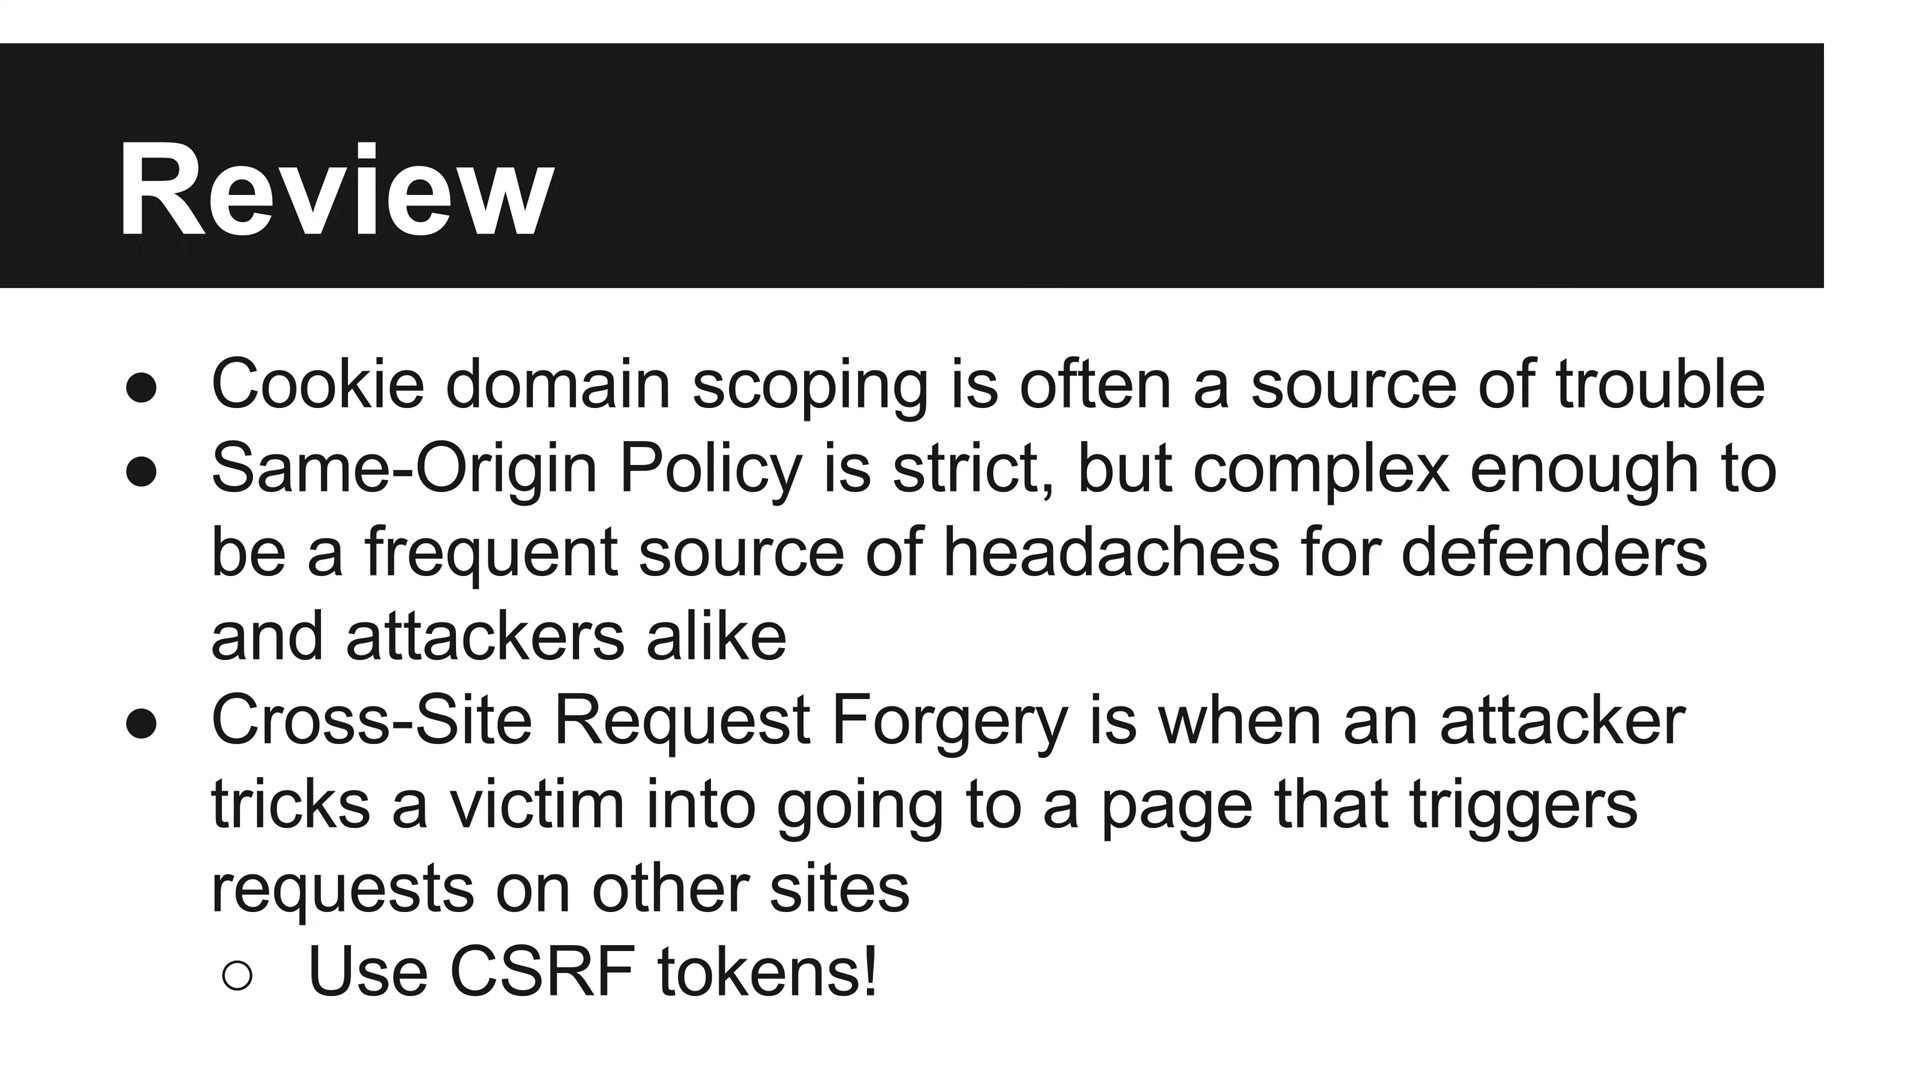 Review
● Cookie domain scoping is often a source of trouble
● Same-Origin Policy is strict, but complex enough to
be a frequent source of headaches for defenders
and attackers alike
● Cross-Site Request Forgery is when an attacker
tricks a victim into going to a page that triggers
requests on other sites
○ Use CSRF tokens!